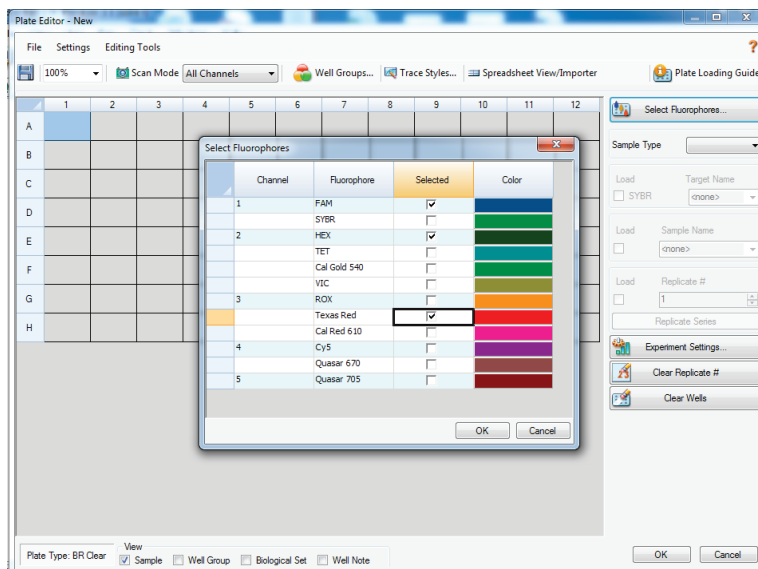 Plate Editor - New
File Settings Editing Tools
?
100% Scan Mode All Channels Well Groups... Trace Styles... Spreadsheet View/Importer Plate Loading Guide
1 2 3 4 5 6 7 8 9 10 11 12
A
B
C
D
E
F
G
H
Select Fluorophores
Channel Fluorophore Selected Color
1 FAM
SYBR
2 HEX
TET
Cal Gold 540
VIC
3 ROX
Texas Red
Cal Red 610
4 Cy5
Quasar 670
5 Quasar 705
OK Cancel
Select Fluorophores...
Sample Type
Load Target Name
SYBR <none>
Load Sample Name
<none>
Load Replicate #
1
Replicate Series
Experiment Settings...
Clear Replicate #
Clear Wells
Plate Type: BR Clear
View
Sample Well Group Biological Set Well Note
OK Cancel